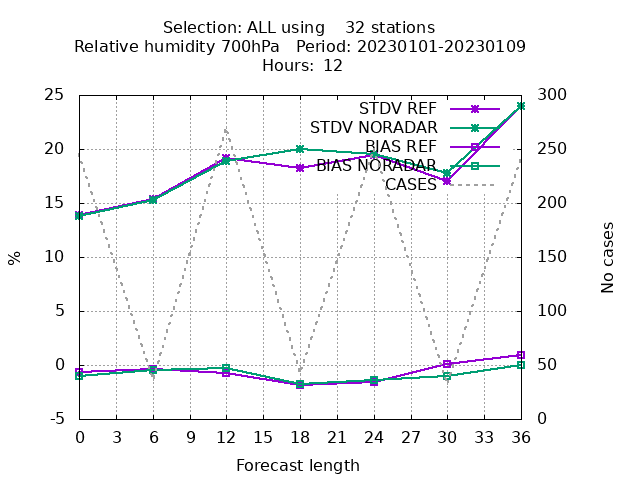 Selection: ALL using    32 stations
Relative humidity 700hPa   Period: 20230101-20230109
Hours:  12
25
20
15
10
5
0
-5
%
STDV REF
STDV NORADAR
BIAS REF
BIAS NORADAR
CASES
300
250
200
150
100
50
0
No cases
0 3 6 9 12 15 18 21 24 27 30 33 36
Forecast length